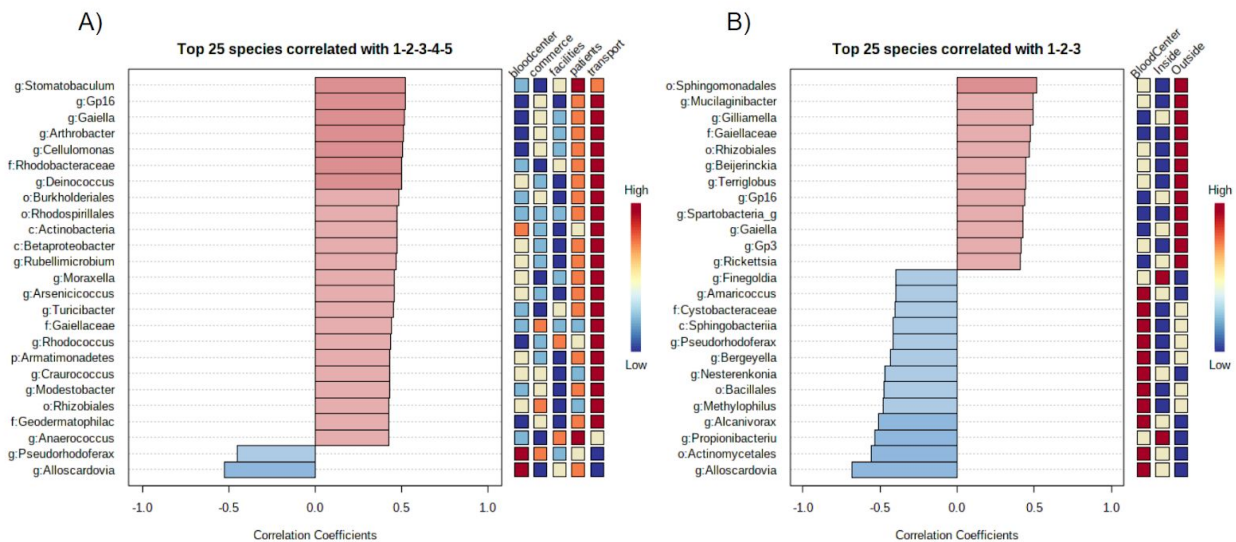 A)
Top 25 species correlated with 1-2-3-4-5
bloodcenter
commerce
facilities
patients
transport
g:Stomatobaculum
g:Gp16
g:Gaiella
g:Arthrobacter
g:Cellulomonas
f:Rhodobacteraceae
g:Deinococcus
o:Burkholderiales
o:Rhodospirillales
c:Actinobacteria
c:Betaproteobacter
g:Rubellimicrobium
g:Moraxella
g:Arsenicicoccus
g:Turicibacter
f:Gaiellaceae
g:Rhodococcus
p:Armatimonadetes
g:Craurococcus
g:Modestobacter
o:Rhizobiales
f:Geodermatophilac
g:Anaerococcus
g:Pseudorhodoferax
g:Alloscardovia
High
Low
-1.0 -0.5 0.0 0.5 1.0
Correlation Coefficients
B)
Top 25 species correlated with 1-2-3
BloodCenter
Inside
Outside
o:Sphingomonadales
g:Mucilaginibacter
g:Gilliamella
f:Gaiellaceae
o:Rhizobiales
g:Beijerinckia
g:Terriglobus
g:Gp16
g:Spartobacteria_g
g:Gaiella
g:Gp3
g:Rickettsia
g:Finegoldia
g:Amaricoccus
f:Cystobacteraceae
c:Sphingobacteriia
g:Pseudorhodoferax
g:Bergeyella
g:Nesterenkonia
o:Bacillales
g:Methylophilus
g:Alcanivorax
g:Propionibacteriu
o:Actinomycetales
g:Alloscardovia
High
Low
-1.0 -0.5 0.0 0.5 1.0
Correlation Coefficients